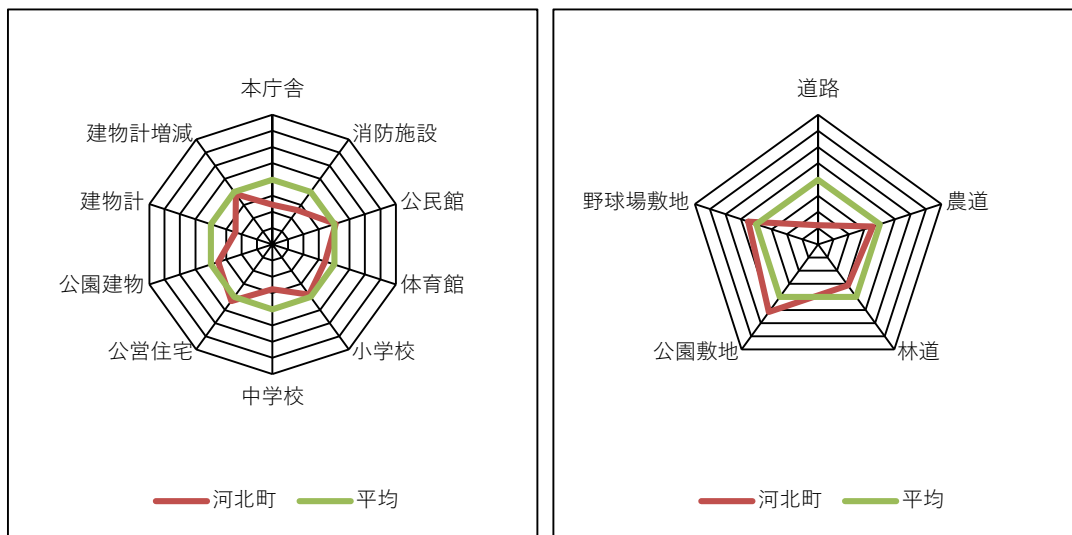 本庁舎
消防施設
公民館
体育館
小学校
中学校
公営住宅
公園建物
建物計
建物計増減
河北町
平均
道路
農道
林道
公園敷地
野球場敷地
河北町
平均